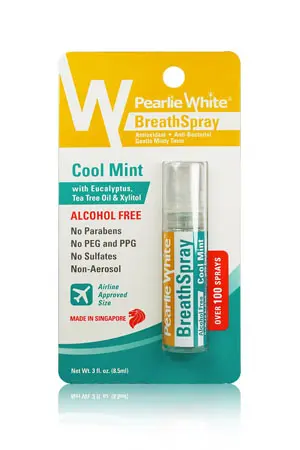 W
Pearlie White®
BreathSpray
Antioxidant • Anti-Bacterial
Gentle Minty Taste
Cool Mint
with Eucalyptus,
Tea Tree Oil & Xylitol
ALCOHOL FREE
No Parabens
No PEG and PPG
No Sulfates
Non-Aerosol
Airline
Approved
Size
MADE IN SINGAPORE
Net Wt. 3 fl. oz. (8.5ml)
Pearlie White®
BreathSpray
Alcohol Free Cool Mint
OVER 100 SPRAYS